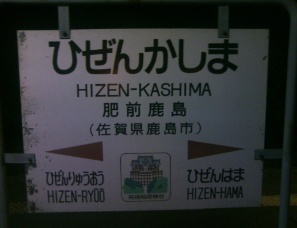 ひぜんかしま
HIZEN-KASHIMA
肥前鹿島
(佐賀県鹿島市)
ひぜんりゅうおう
HIZEN-RYŪŌ
ひぜんはま
HIZEN-HAMA